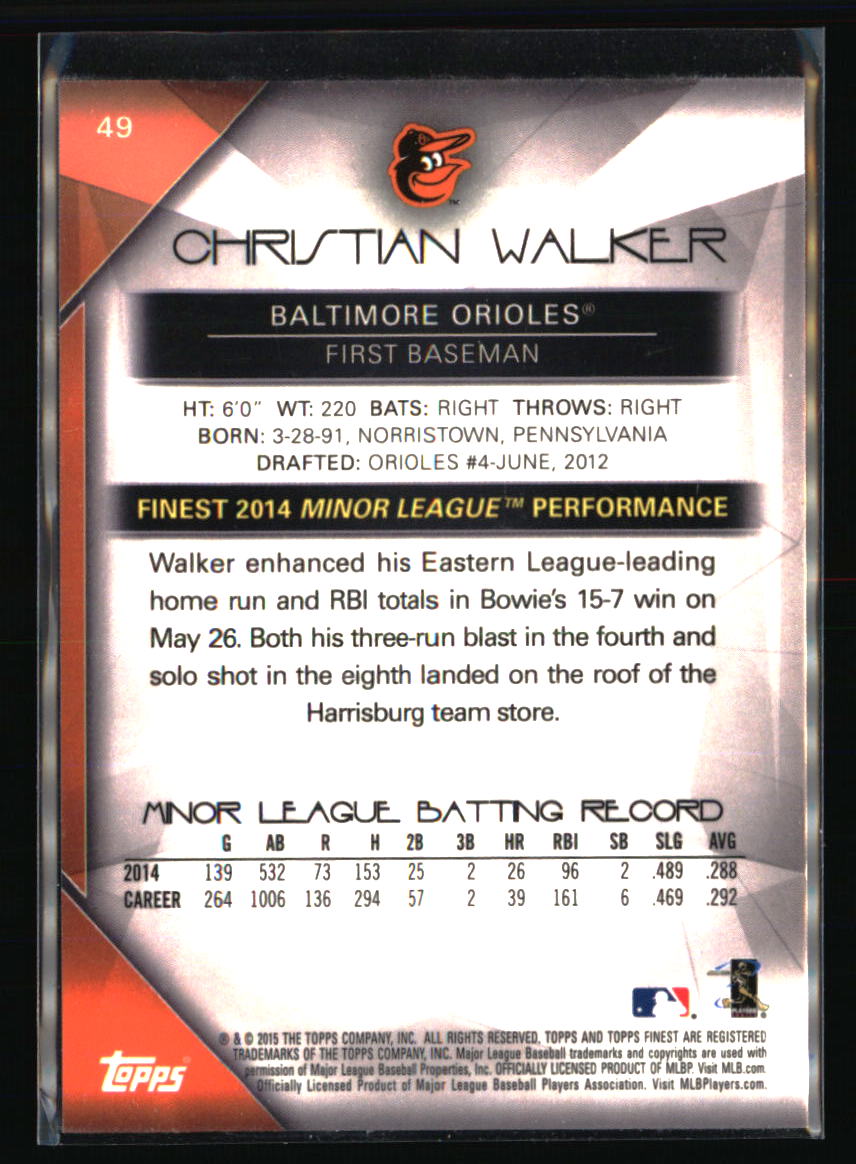 49
CHRISTIAN WALKER
BALTIMORE ORIOLES®
FIRST BASEMAN
HT: 6'0" WT: 220 BATS: RIGHT THROWS: RIGHT
BORN: 3-28-91, NORRISTOWN, PENNSYLVANIA
DRAFTED: ORIOLES #4-JUNE, 2012
FINEST 2014 MINOR LEAGUE™ PERFORMANCE
Walker enhanced his Eastern League-leading
home run and RBI totals in Bowie's 15-7 win on
May 26. Both his three-run blast in the fourth and
solo shot in the eighth landed on the roof of the
Harrisburg team store.
MINOR LEAGUE BATTING RECORD
G AB R H 2B 3B HR RBI SB SLG AVG
2014 139 532 73 153 25 2 26 96 2 .489 .288
CAREER 264 1006 136 294 57 2 39 161 6 .469 .292
® & © 2015 THE TOPPS COMPANY, INC. ALL RIGHTS RESERVED. TOPPS AND TOPPS FINEST ARE REGISTERED
TRADEMARKS OF THE TOPPS COMPANY, INC. Major League Baseball trademarks and copyrights are used with
permission of Major League Baseball Properties, Inc. OFFICIALLY LICENSED PRODUCT OF MLBP. Visit MLB.com.
Officially Licensed Product of Major League Baseball Players Association. Visit MLBPlayers.com.
Topps